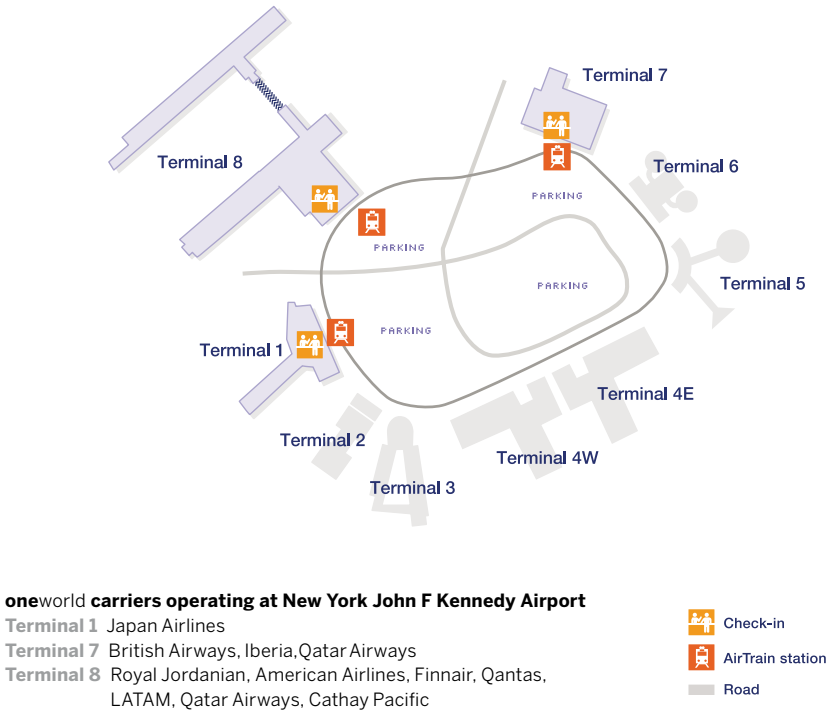 Terminal 7
Terminal 8
Terminal 6
PARKING
PARKING
Terminal 5
PARKING
PARKING
Terminal 1
Terminal 4E
Terminal 2
Terminal 4W
Terminal 3
oneworld carriers operating at New York John F Kennedy Airport
Terminal 1 Japan Airlines
Terminal 7 British Airways, Iberia,Qatar Airways
Terminal 8 Royal Jordanian, American Airlines, Finnair, Qantas,
LATAM, Qatar Airways, Cathay Pacific
Check-in
AirTrain station
Road